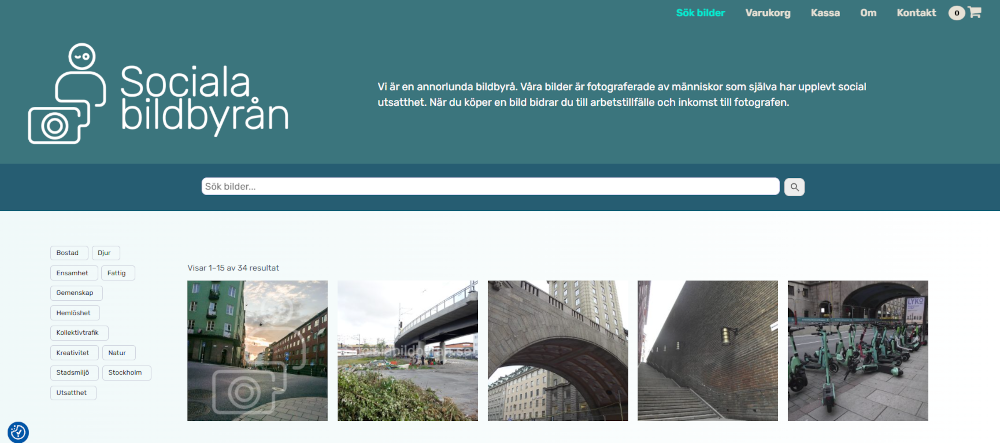 Sök bilder Varukorg Kassa Om Kontakt 0
Sociala
bildbyrån
Vi är en annorlunda bildbyrå. Våra bilder är fotograferade av människor som själva har upplevt social
utsatthet. När du köper en bild bidrar du till arbetstillfälle och inkomst till fotografen.
Sök bilder...
Bostad Djur
Ensamhet Fattig
Gemenskap
Hemlöshet
Kollektivtrafik
Kreativitet Natur
Stadsmiljö Stockholm
Utsatthet
Visar 1–15 av 34 resultat